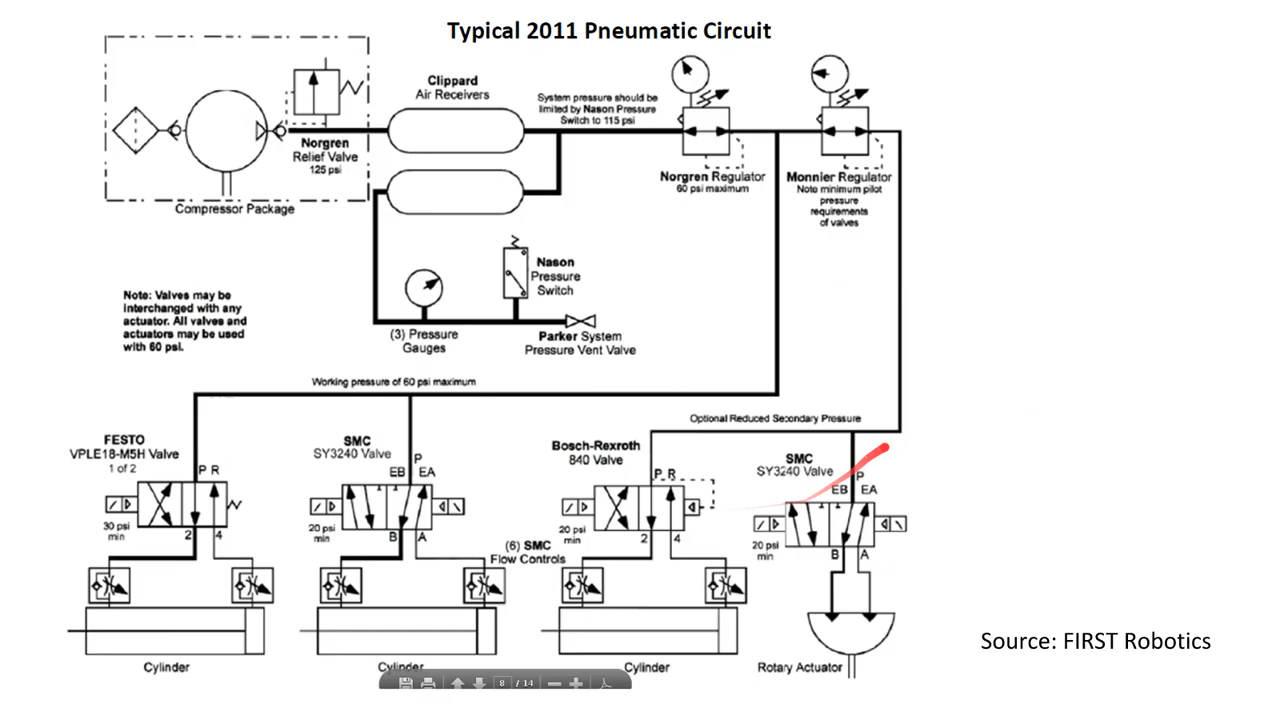 Typical 2011 Pneumatic Circuit
Clippard
Air Receivers
System pressure should be
limited by Nason Pressure
Switch to 115 psi
Norgren
Relief Valve
125 psi
Compressor Package
Norgren Regulator
60 psi maximum
Monnier Regulator
Note minimum pilot
pressure
requirements
of valves
Nason
Pressure
Switch
Note: Valves may be
interchanged with any
actuator. All valves and
actuators may be used
with 60 psi.
(3) Pressure
Gauges
Parker System
Pressure Vent Valve
Working pressure of 60 psi maximum
Optional Reduced Secondary Pressure
FESTO
VPLE18-M5H Valve
1 of 2
P R
30 psi
min
2 4
SMC
SY3240 Valve
P
EB EA
20 psi
min
B A
(6) SMC
Flow Controls
Bosch-Rexroth
840 Valve
P R
20 psi
min
2 4
SMC
SY3240 Valve
P
EB EA
20 psi
min
B A
Cylinder
Cylinder
Cylinder
Rotary Actuator
8 / 14
Source: FIRST Robotics